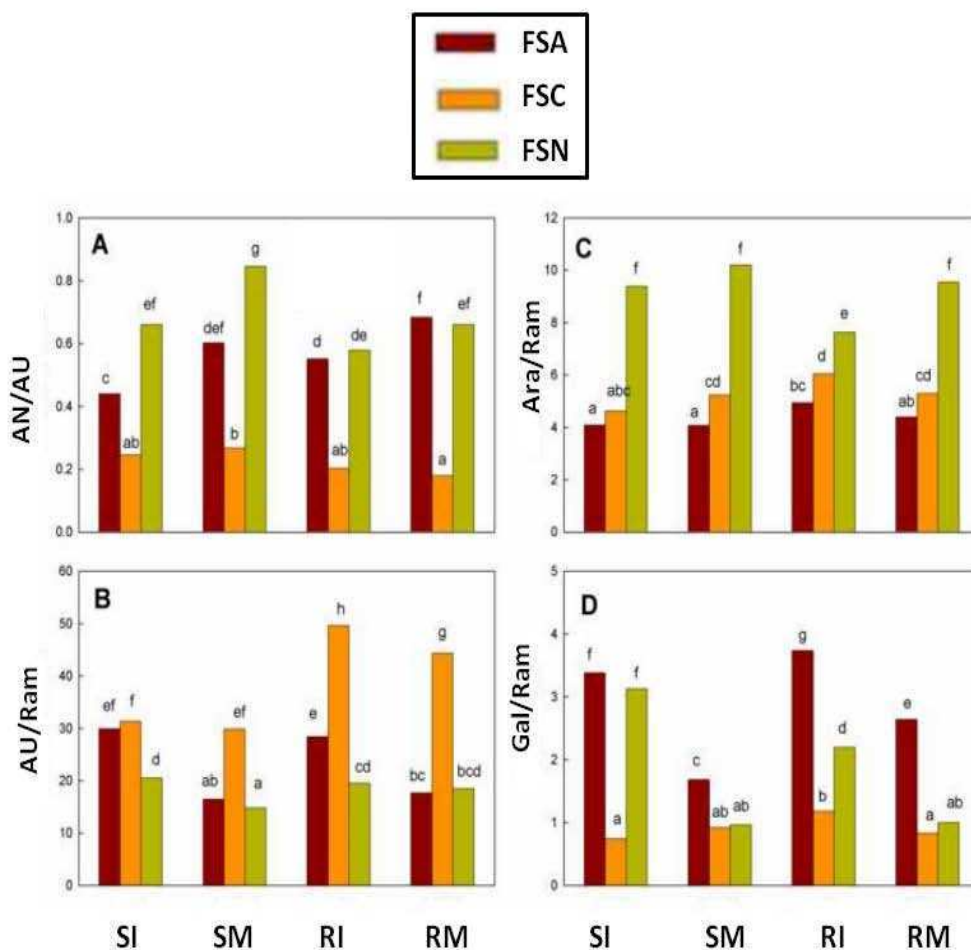 FSA
FSC
FSN
A
AN/AU
1.0
0.8
0.6
0.4
0.2
0.0
c
ab
ef
def
b
g
d
ab
de
f
a
ef
C
Ara/Ram
12
10
8
6
4
2
0
a
abc
f
a
cd
f
bc
d
e
ab
cd
f
B
AU/Ram
60
50
40
30
20
10
0
ef
f
d
ab
ef
a
e
h
cd
bc
g
bcd
SI SM RI RM
D
Gal/Ram
5
4
3
2
1
0
f
a
f
c
ab
ab
g
b
d
e
a
ab
SI SM RI RM